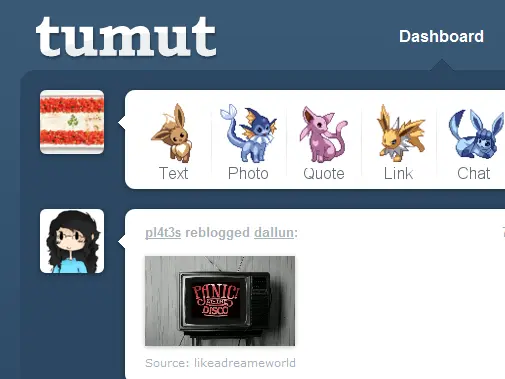 tumut
Dashboard
Text
Photo
Quote
Link
Chat
pl4t3s reblogged dallun:
PANIC!
AT THE
DISCO
Source: likeadreameworld